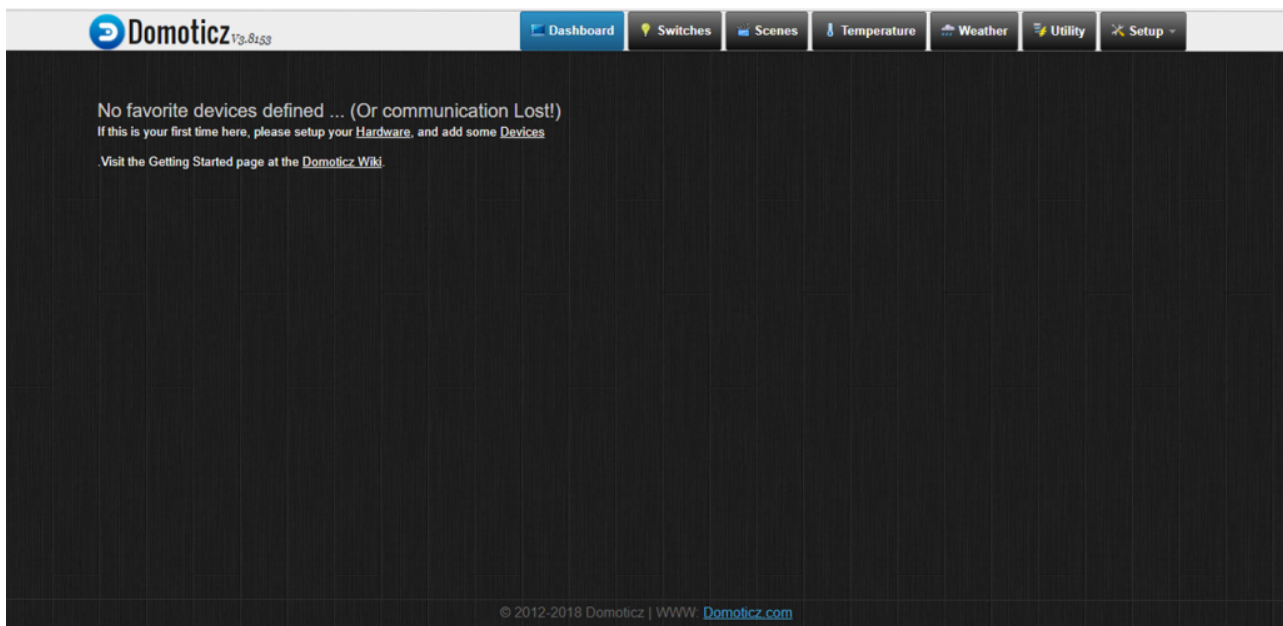 Domoticz V3.8153
Dashboard Switches Scenes Temperature Weather Utility Setup
No favorite devices defined ... (Or communication Lost!)
If this is your first time here, please setup your Hardware, and add some Devices
.Visit the Getting Started page at the Domoticz Wiki.
© 2012-2018 Domoticz | WWW: Domoticz.com